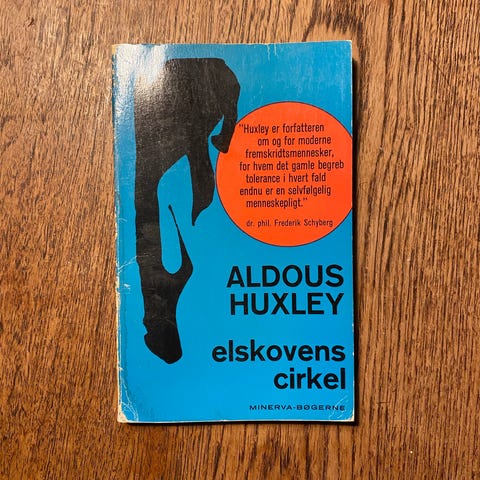 "Huxley er forfatteren
om og for moderne
fremskridtsmennesker,
for hvem det gamle begreb
tolerance i hvert fald
endnu er en selvfølgelig
menneskepligt."
dr. phil. Frederik Schyberg
ALDOUS
HUXLEY
elskovens
cirkel
MINERVA-BØGERNE